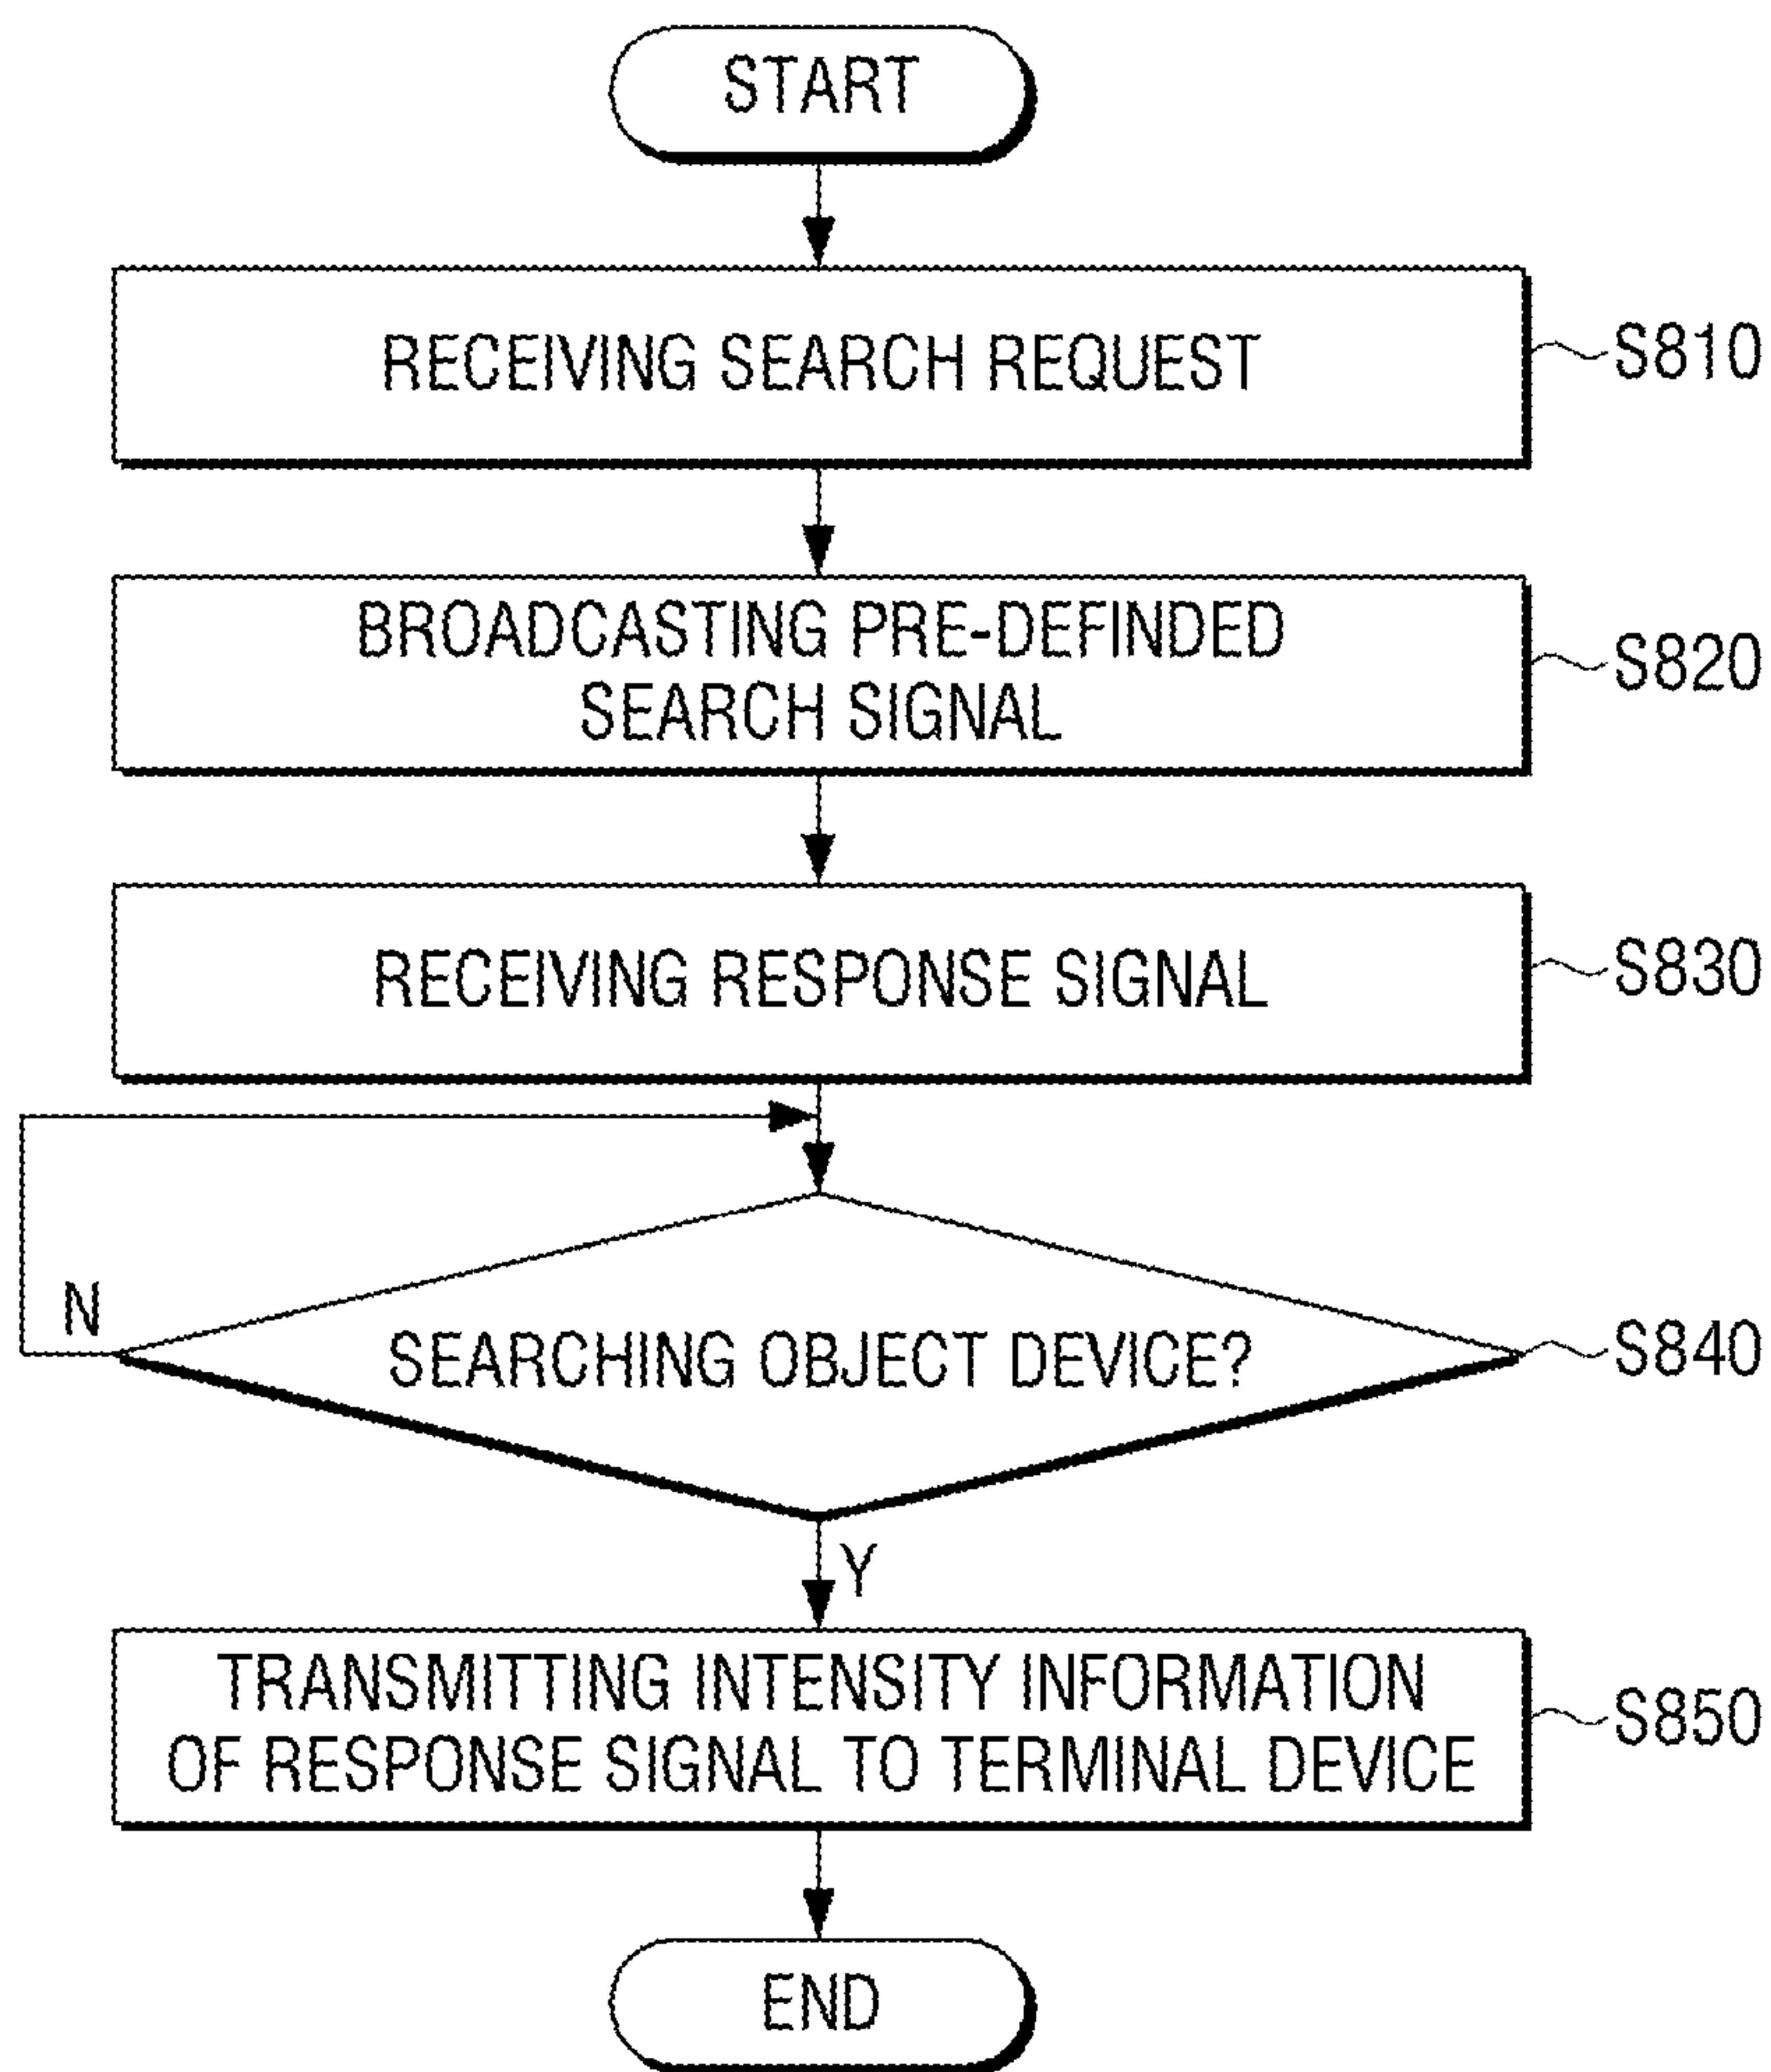 START
RECEIVING SEARCH REQUEST
S810
BROADCASTING PRE-DEFINDED
SEARCH SIGNAL
S820
RECEIVING RESPONSE SIGNAL
S830
N
SEARCHING OBJECT DEVICE?
S840
Y
TRANSMITTING INTENSITY INFORMATION
OF RESPONSE SIGNAL TO TERMINAL DEVICE
S850
END